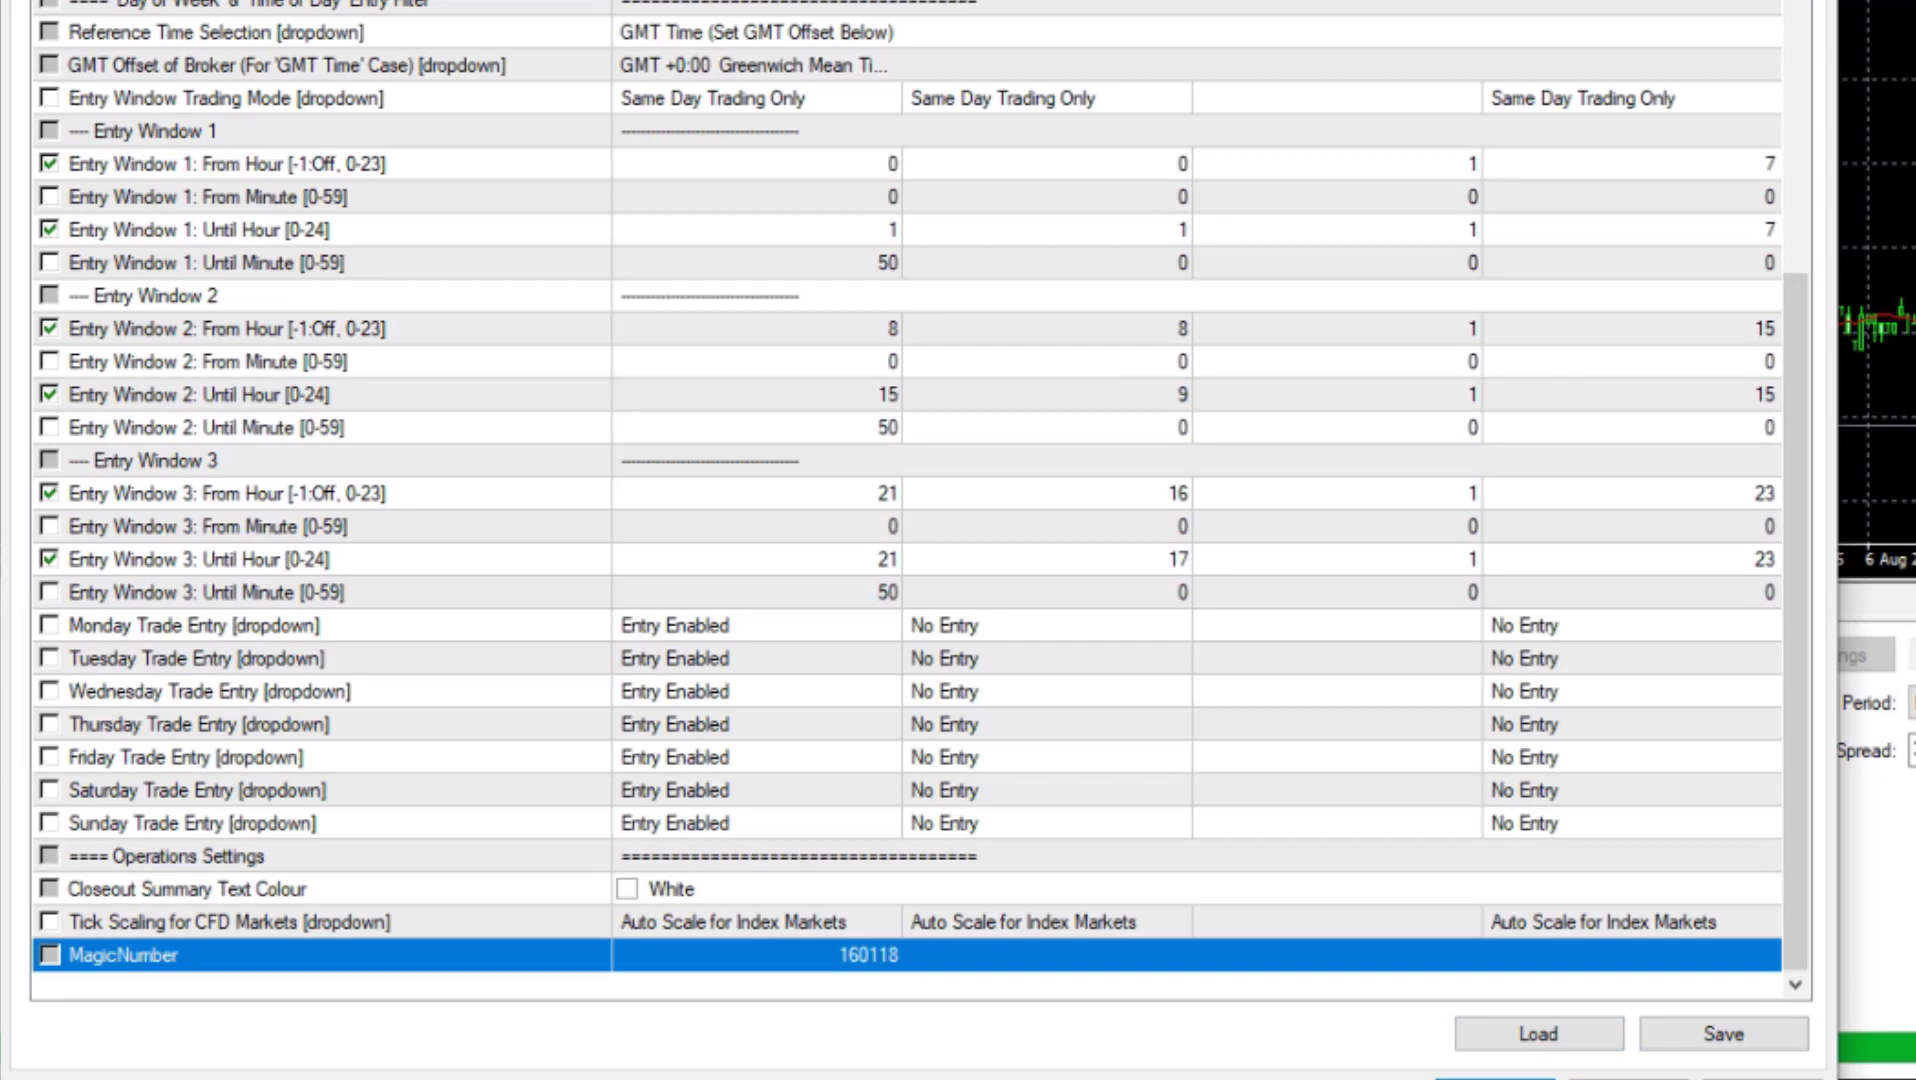 ==== 'Day of Week' & 'Time of Day' Entry Filter ====================================
Reference Time Selection [dropdown] GMT Time (Set GMT Offset Below)
GMT Offset of Broker (For 'GMT Time' Case) [dropdown] GMT +0:00 Greenwich Mean Ti...
Entry Window Trading Mode [dropdown] Same Day Trading Only Same Day Trading Only Same Day Trading Only
---- Entry Window 1 ------------------------------------
Entry Window 1: From Hour [-1:Off, 0-23] 0 0 1 7
Entry Window 1: From Minute [0-59] 0 0 0 0
Entry Window 1: Until Hour [0-24] 1 1 1 7
Entry Window 1: Until Minute [0-59] 50 0 0 0
---- Entry Window 2 ------------------------------------
Entry Window 2: From Hour [-1:Off, 0-23] 8 8 1 15
Entry Window 2: From Minute [0-59] 0 0 0 0
Entry Window 2: Until Hour [0-24] 15 9 1 15
Entry Window 2: Until Minute [0-59] 50 0 0 0
---- Entry Window 3 ------------------------------------
Entry Window 3: From Hour [-1:Off, 0-23] 21 16 1 23
Entry Window 3: From Minute [0-59] 0 0 0 0
Entry Window 3: Until Hour [0-24] 21 17 1 23
Entry Window 3: Until Minute [0-59] 50 0 0 0
Monday Trade Entry [dropdown] Entry Enabled No Entry No Entry
Tuesday Trade Entry [dropdown] Entry Enabled No Entry No Entry
Wednesday Trade Entry [dropdown] Entry Enabled No Entry No Entry
Thursday Trade Entry [dropdown] Entry Enabled No Entry No Entry
Friday Trade Entry [dropdown] Entry Enabled No Entry No Entry
Saturday Trade Entry [dropdown] Entry Enabled No Entry No Entry
Sunday Trade Entry [dropdown] Entry Enabled No Entry No Entry
==== Operations Settings ====================================
Closeout Summary Text Colour White
Tick Scaling for CFD Markets [dropdown] Auto Scale for Index Markets Auto Scale for Index Markets Auto Scale for Index Markets
MagicNumber 160118
Load Save
5 6 Aug 2
ngs
Period:
Spread: